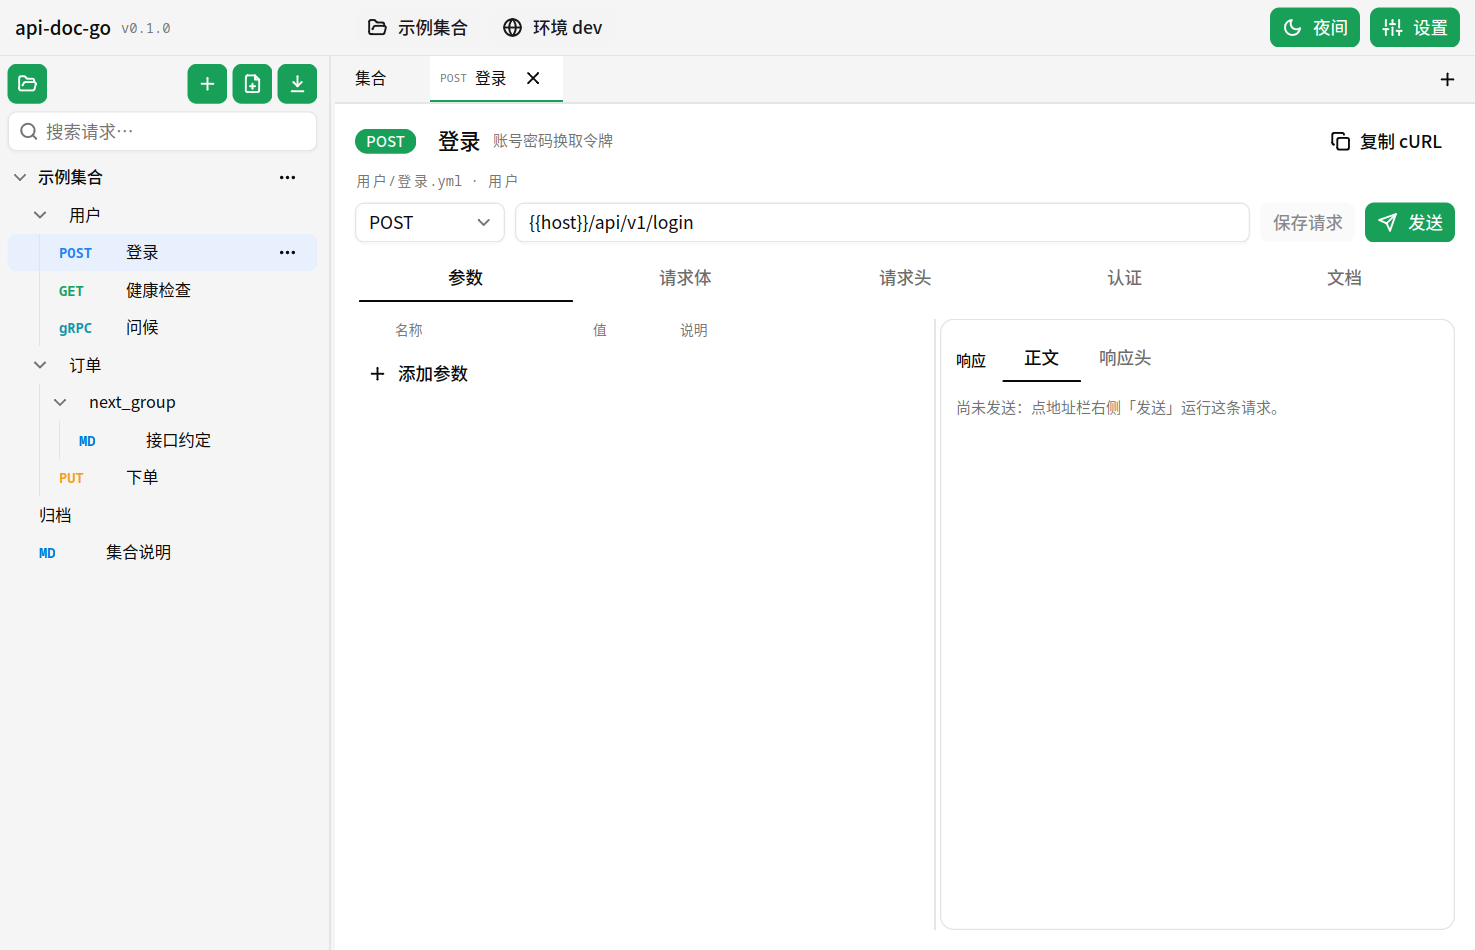 api-doc-go v0.1.0 示例集合 环境 dev 夜间 设置
搜索请求…
示例集合
用户
POST 登录
GET 健康检查
gRPC 问候
订单
next_group
MD 接口约定
PUT 下单
归档
MD 集合说明
集合 POST 登录
POST 登录 账号密码换取令牌 复制 cURL
用户/登录.yml · 用户
POST {{host}}/api/v1/login 保存请求 发送
参数 请求体 请求头 认证 文档
名称 值 说明
添加参数
响应 正文 响应头
尚未发送：点地址栏右侧「发送」运行这条请求。